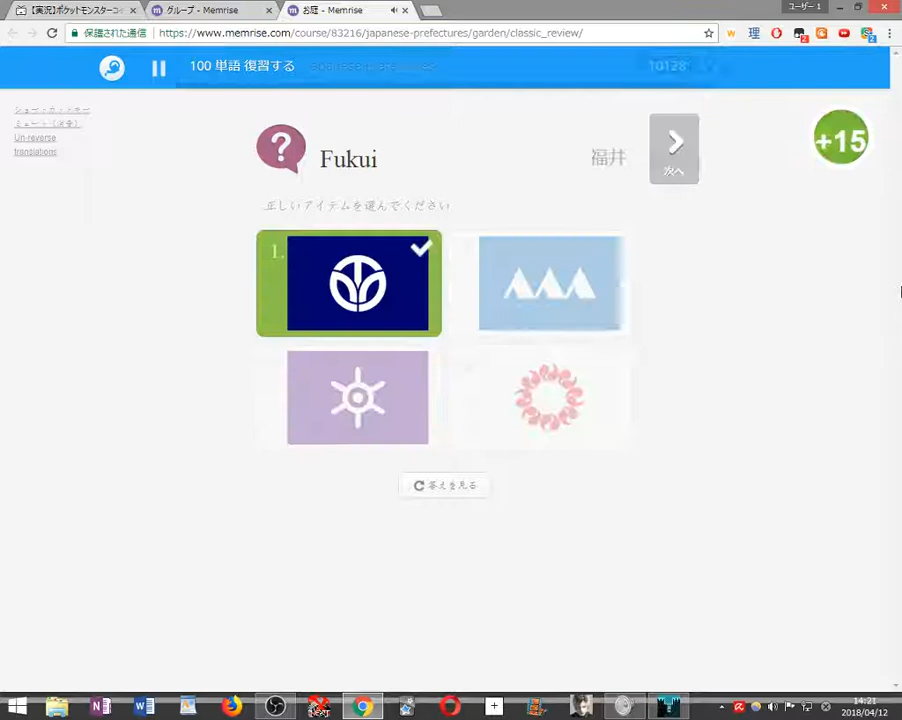 【実況】ポケットモンスターコ
グループ - Memrise
お庭 - Memrise
ユーザー 1
保護された通信
https://www.memrise.com/course/83216/japanese-prefectures/garden/classic_review/
100 単語 復習する
10128
Un-reverse
translations
+15
?
Fukui
福井
次へ
正しいアイテムを選んでください
1.
答えを見る
14:21
2018/04/12